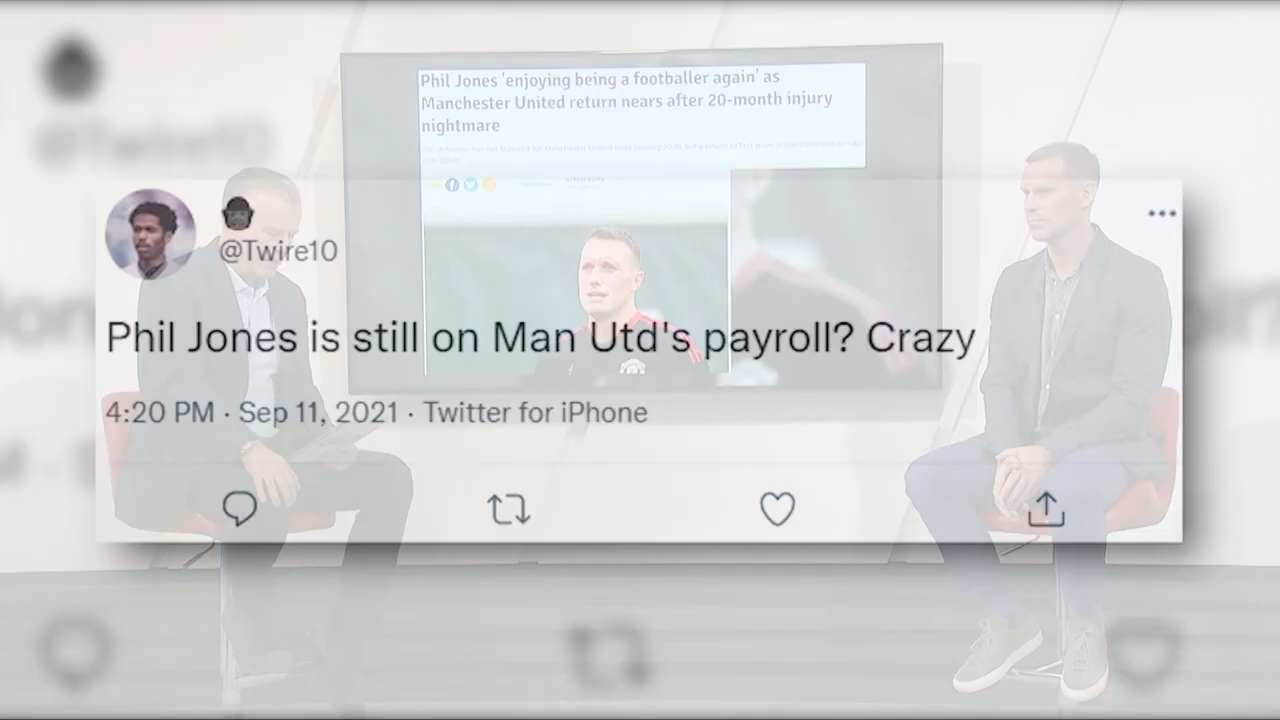 Phil Jones 'enjoying being a footballer again' as
Manchester United return nears after 20-month injury
nightmare
@Twire10
Phil Jones is still on Man Utd's payroll? Crazy
4:20 PM · Sep 11, 2021 · Twitter for iPhone